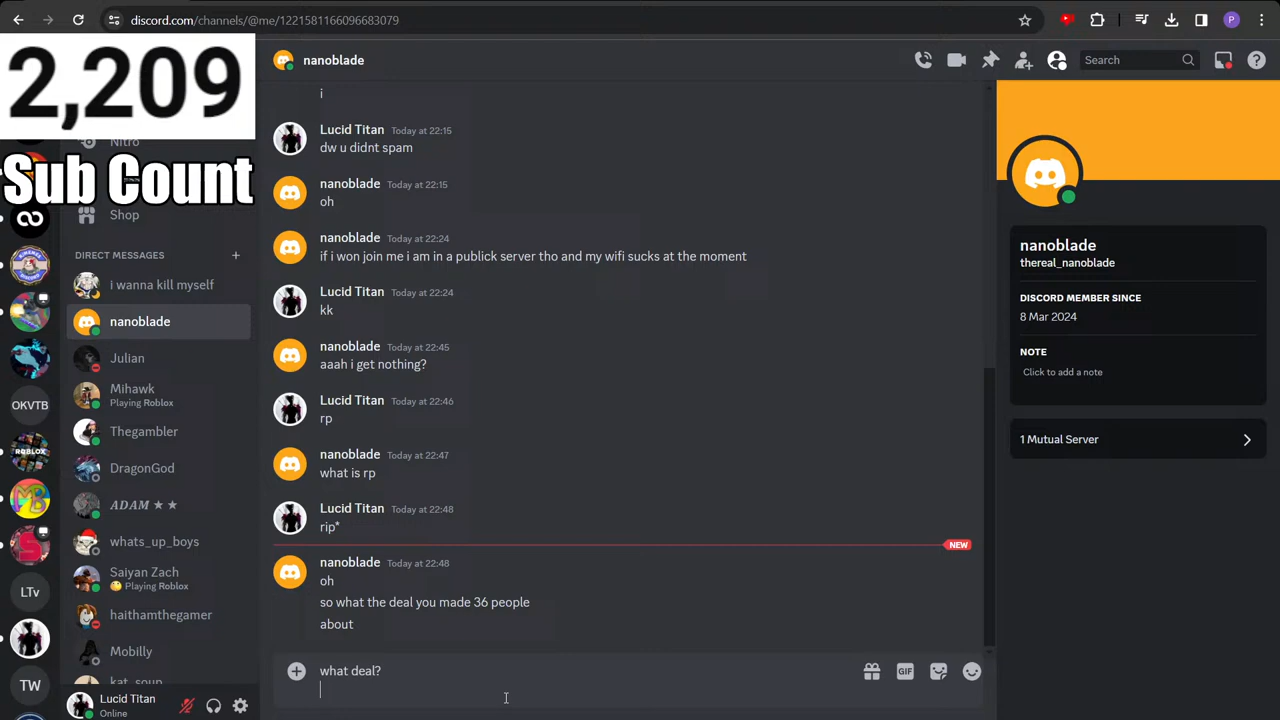 discord.com/channels/@me/1221581166096683079
2,209
Sub Count
Nitro
Shop
DIRECT MESSAGES
i wanna kill myself
nanoblade
Julian
Mihawk
Playing Roblox
Thegambler
DragonGod
ADAM ★ ★
whats_up_boys
Saiyan Zach
Playing Roblox
haithamthegamer
Mobilly
kat_soup
OKVTB
ROBLOX
MB
LTv
TW
Lucid Titan
Online
nanoblade
Search
i
Lucid Titan Today at 22:15
dw u didnt spam
nanoblade Today at 22:15
oh
nanoblade Today at 22:24
if i won join me i am in a publick server tho and my wifi sucks at the moment
Lucid Titan Today at 22:24
kk
nanoblade Today at 22:45
aaah i get nothing?
Lucid Titan Today at 22:46
rp
nanoblade Today at 22:47
what is rp
Lucid Titan Today at 22:48
rip*
NEW
nanoblade Today at 22:48
oh
so what the deal you made 36 people
about
what deal?
GIF
nanoblade
thereal_nanoblade
DISCORD MEMBER SINCE
8 Mar 2024
NOTE
Click to add a note
1 Mutual Server
P